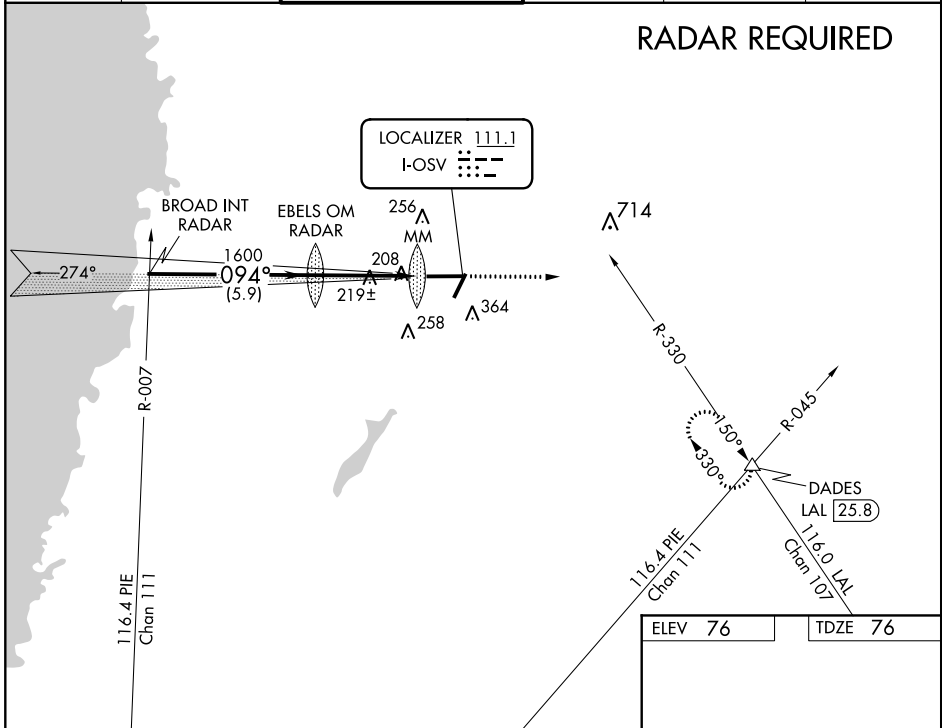 RADAR REQUIRED
LOCALIZER 111.1
I-OSV
BROAD INT
RADAR
EBELS OM
RADAR
256
MM
714
274°
1600
094°
(5.9)
208
219±
364
258
R-007
R-330
R-045
150°
330°
DADES
LAL 25.8
116.4 PIE
Chan 111
116.4 PIE
Chan 111
116.0 LAL
Chan 107
ELEV 76
TDZE 76